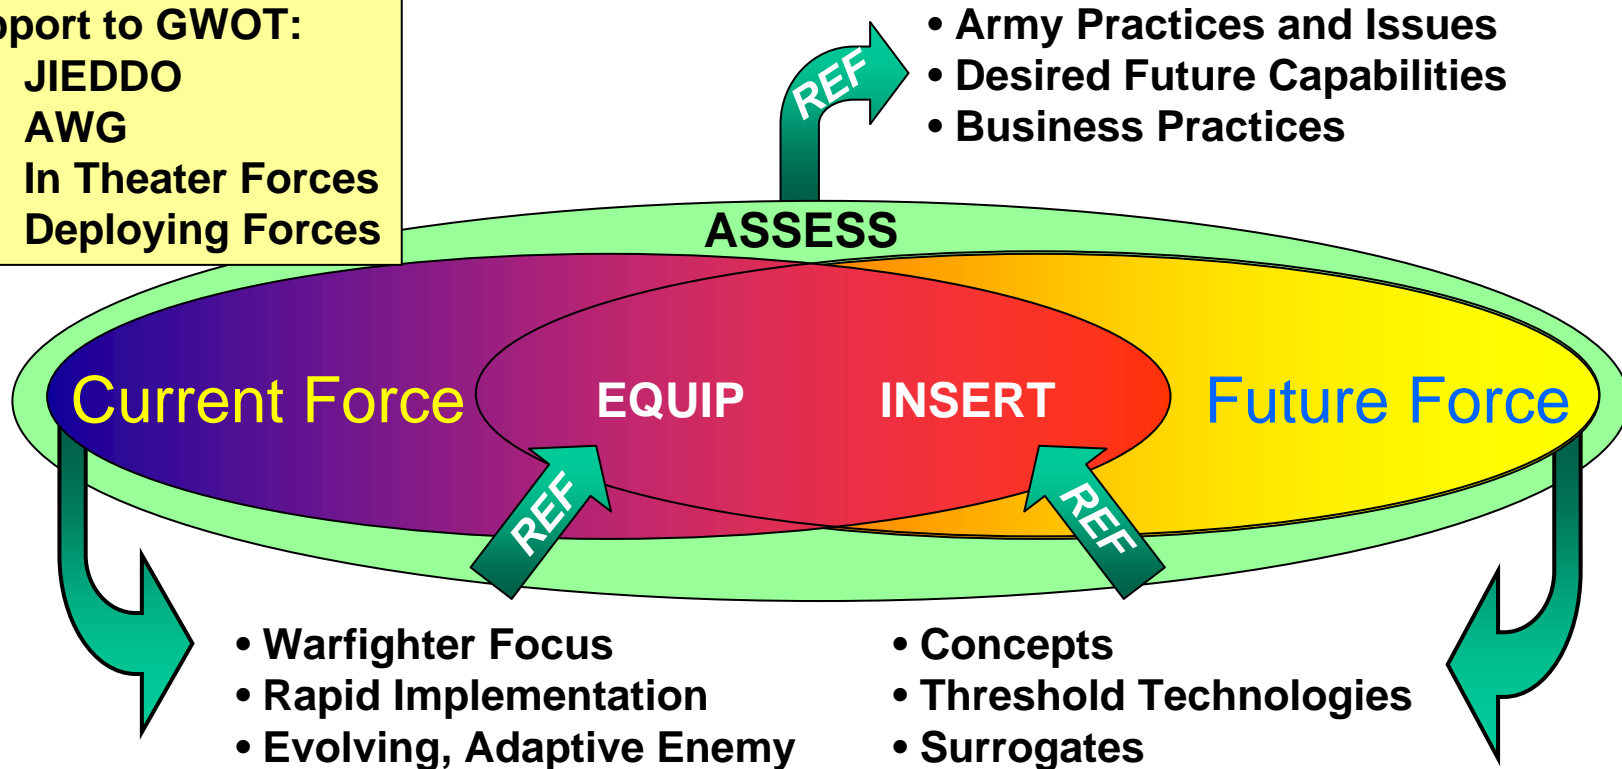 port to GWOT:
JIEDDO
AWG
In Theater Forces
Deploying Forces
REF
• Army Practices and Issues
• Desired Future Capabilities
• Business Practices
ASSESS
Current Force
EQUIP
INSERT
Future Force
REF
REF
• Warfighter Focus
• Rapid Implementation
• Evolving, Adaptive Enemy
• Concepts
• Threshold Technologies
• Surrogates